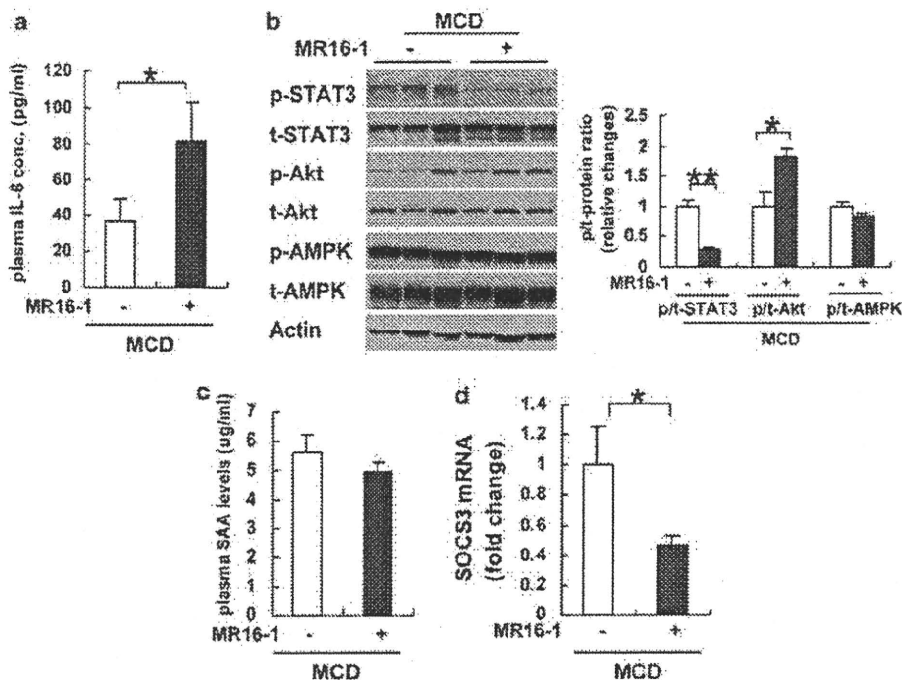 a
plasma IL-6 conc. (pg/ml)
120
100
80
60
40
20
0
*
MR16-1 - +
MCD
b
MCD
MR16-1 - +
p-STAT3
t-STAT3
p-Akt
t-Akt
p-AMPK
t-AMPK
Actin
p/t-protein ratio
(relative changes)
2.5
2
1.5
1
0.5
0
**
*
MR16-1 - + - + - +
p/t-STAT3 p/t-Akt p/t-AMPK
MCD
c
plasma SAA levels (ug/ml)
7
6
5
4
3
2
1
0
MR16-1 - +
MCD
d
SOCS3 mRNA
(fold change)
1.4
1.2
1
0.8
0.6
0.4
0.2
0
*
MR16-1 - +
MCD